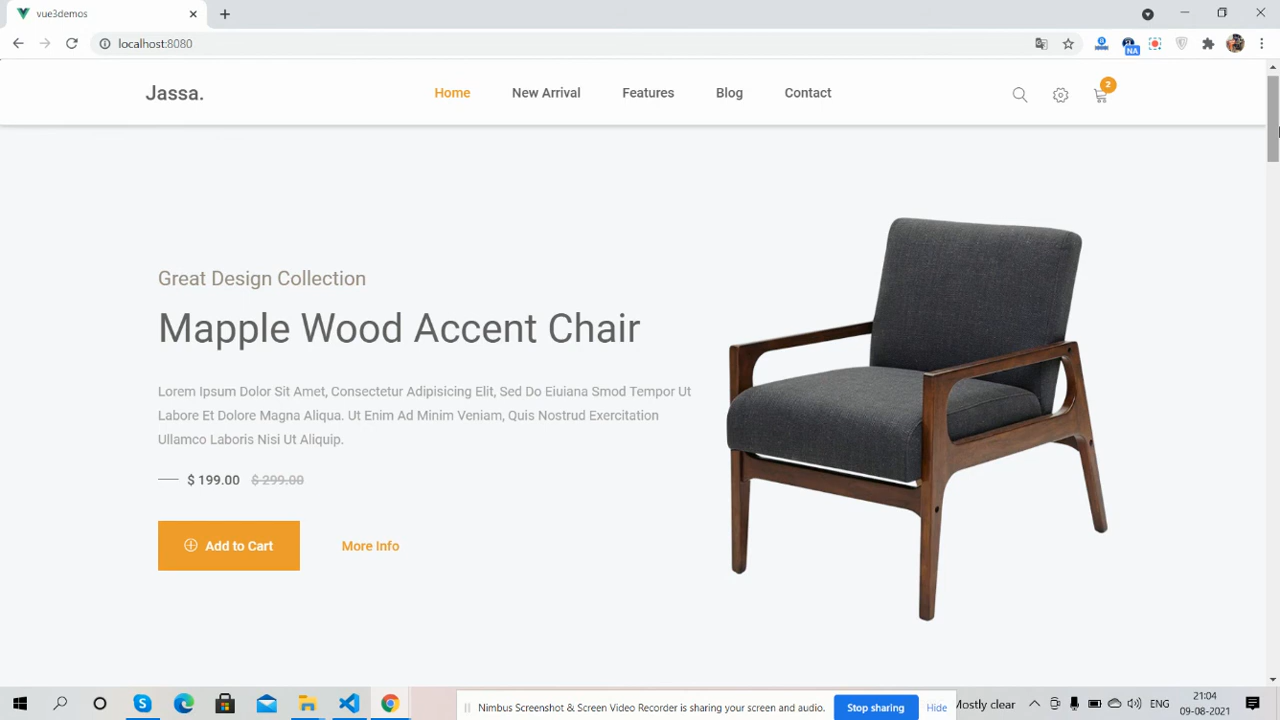 vue3demos
localhost:8080
NA
Jassa.
Home
New Arrival
Features
Blog
Contact
2
Great Design Collection
Mapple Wood Accent Chair
Lorem Ipsum Dolor Sit Amet, Consectetur Adipisicing Elit, Sed Do Eiuiana Smod Tempor Ut
Labore Et Dolore Magna Aliqua. Ut Enim Ad Minim Veniam, Quis Nostrud Exercitation
Ullamco Laboris Nisi Ut Aliquip.
$ 199.00 $ 299.00
Add to Cart
More Info
Nimbus Screenshot & Screen Video Recorder is sharing your screen and audio.
Stop sharing
Hide
Mostly clear
ENG
21:04
09-08-2021